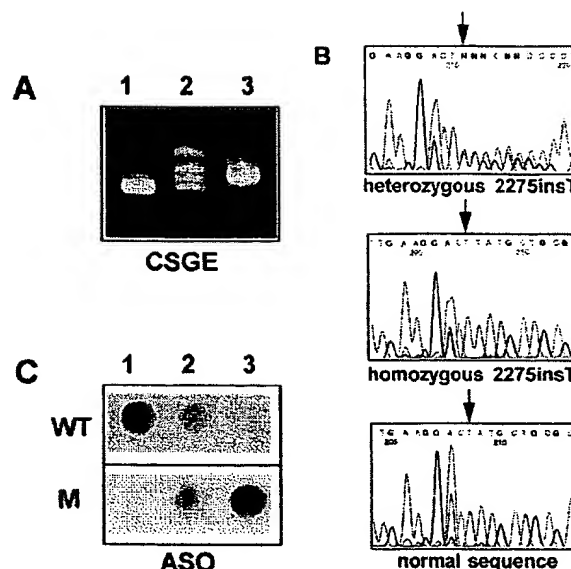 A
1 2 3
CSGE
B
heterozygous 2275insT
homozygous 2275insT
normal sequence
C
1 2 3
WT
M
ASO